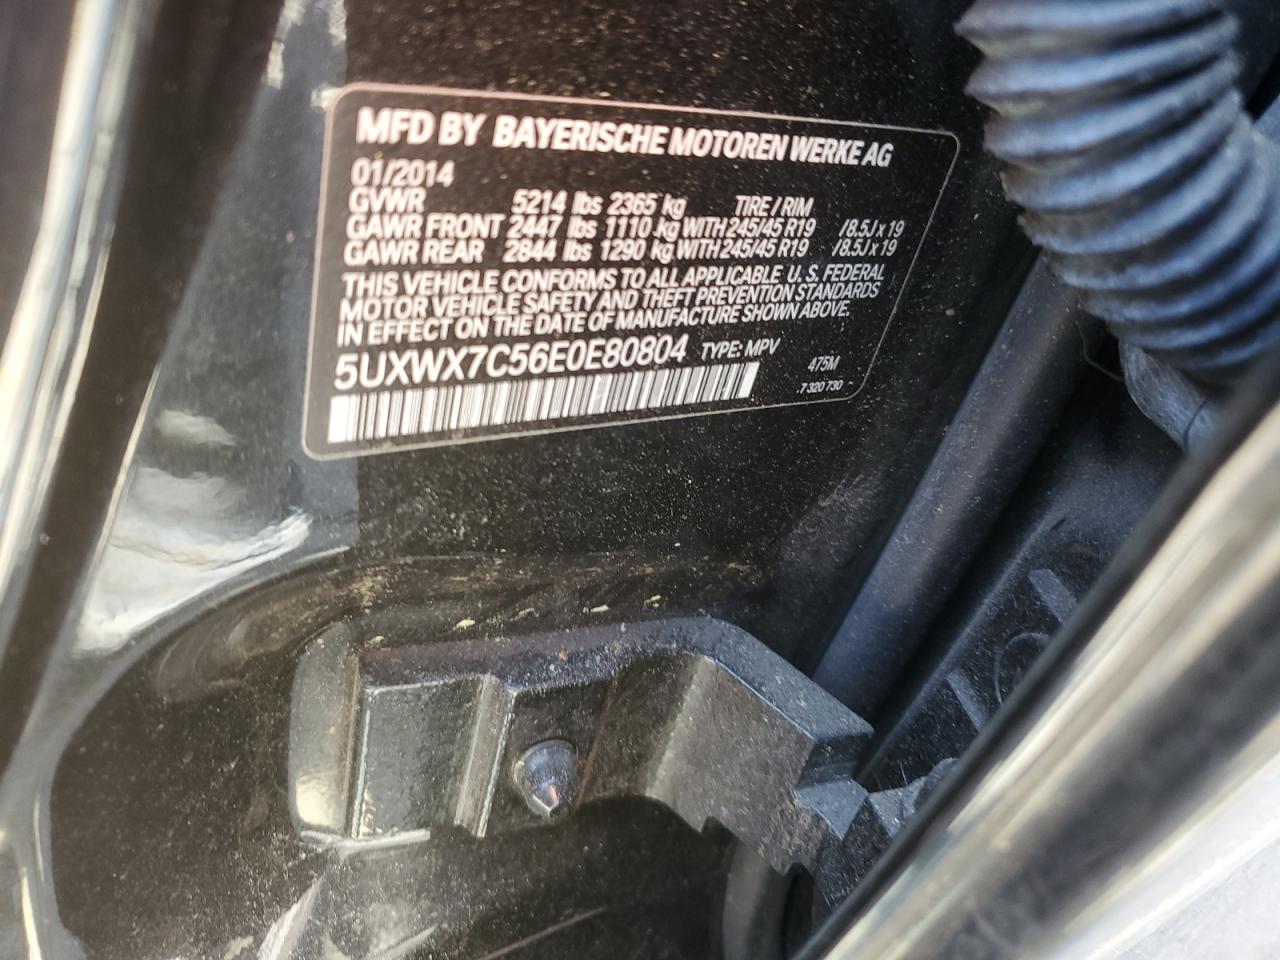 MFD BY BAYERISCHE MOTOREN WERKE AG
01/2014
GVWR 5214 lbs 2365 kg TIRE / RIM
GAWR FRONT 2447 lbs 1110 kg WITH 245/45 R19 /8.5J x 19
GAWR REAR 2844 lbs 1290 kg WITH 245/45 R19 /8.5J x 19
THIS VEHICLE CONFORMS TO ALL APPLICABLE U. S. FEDERAL
MOTOR VEHICLE SAFETY AND THEFT PREVENTION STANDARDS
IN EFFECT ON THE DATE OF MANUFACTURE SHOWN ABOVE.
5UXWX7C56E0E80804 TYPE: MPV
475M
7 320 730